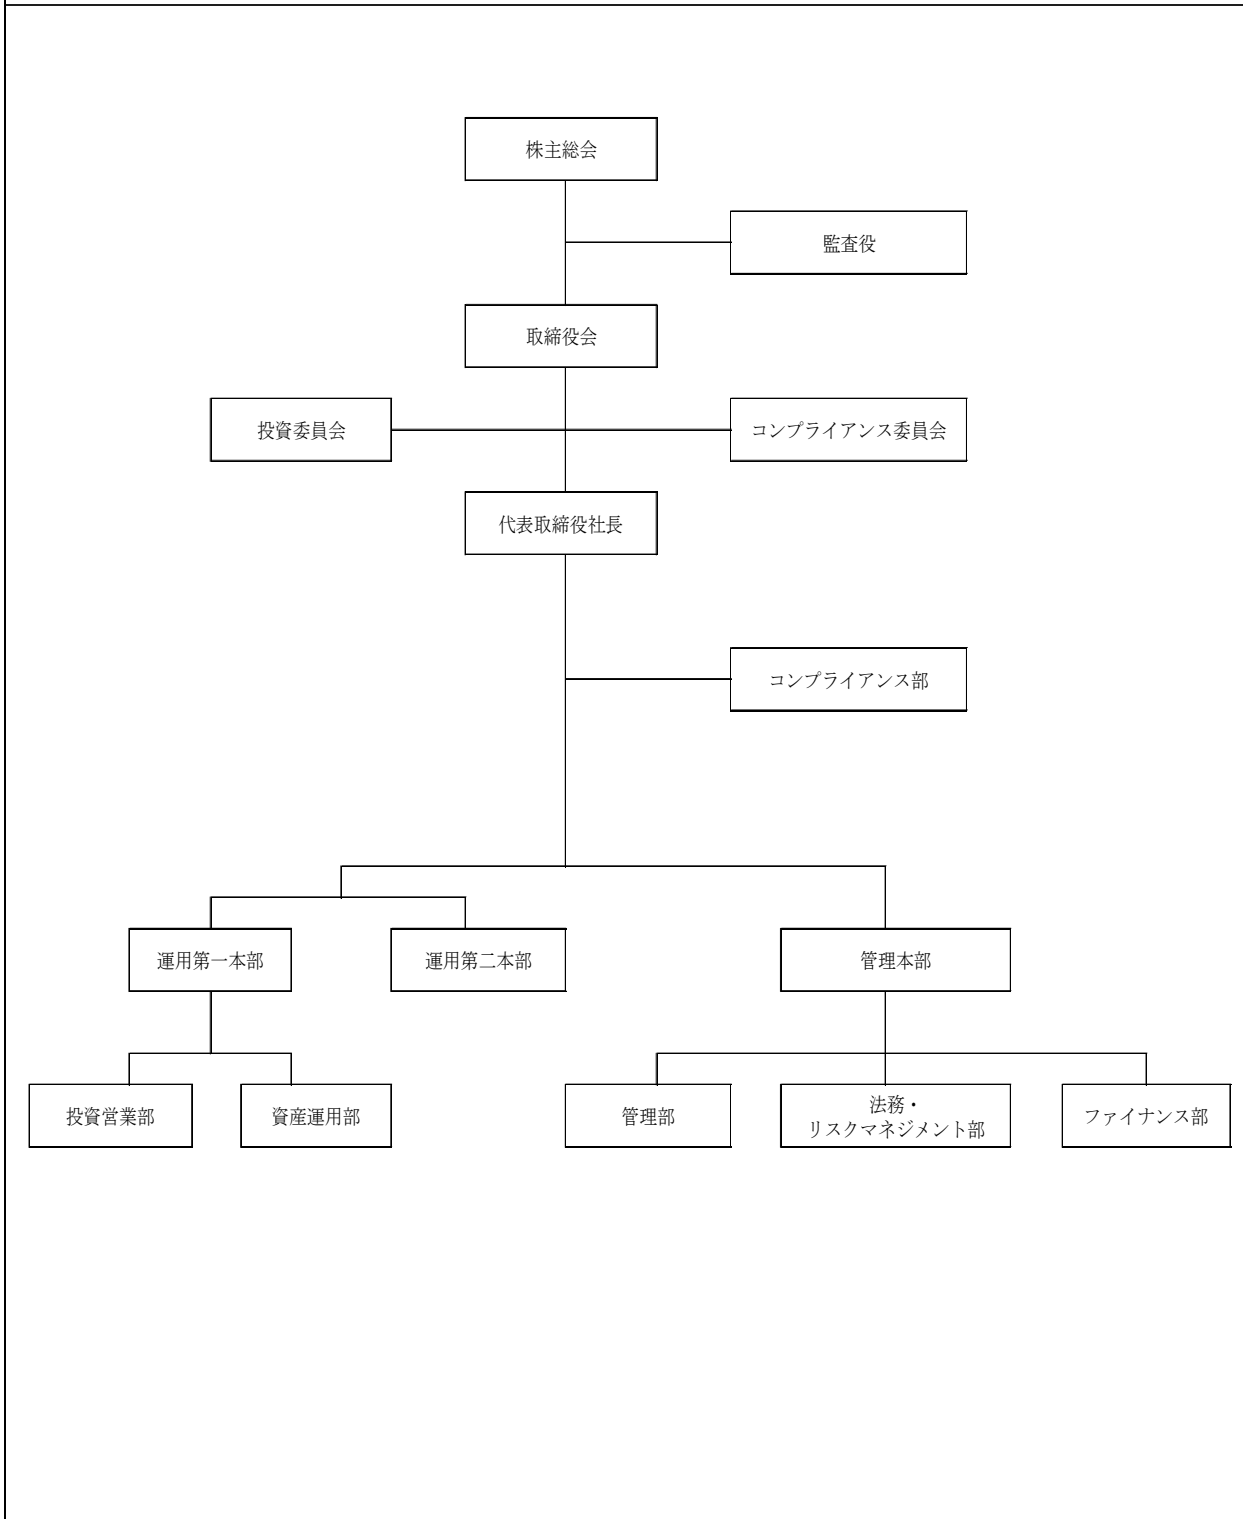 株主総会
監査役
取締役会
投資委員会
コンプライアンス委員会
代表取締役社長
コンプライアンス部
運用第一本部
運用第二本部
管理本部
投資営業部
資産運用部
管理部
法務・
リスクマネジメント部
ファイナンス部